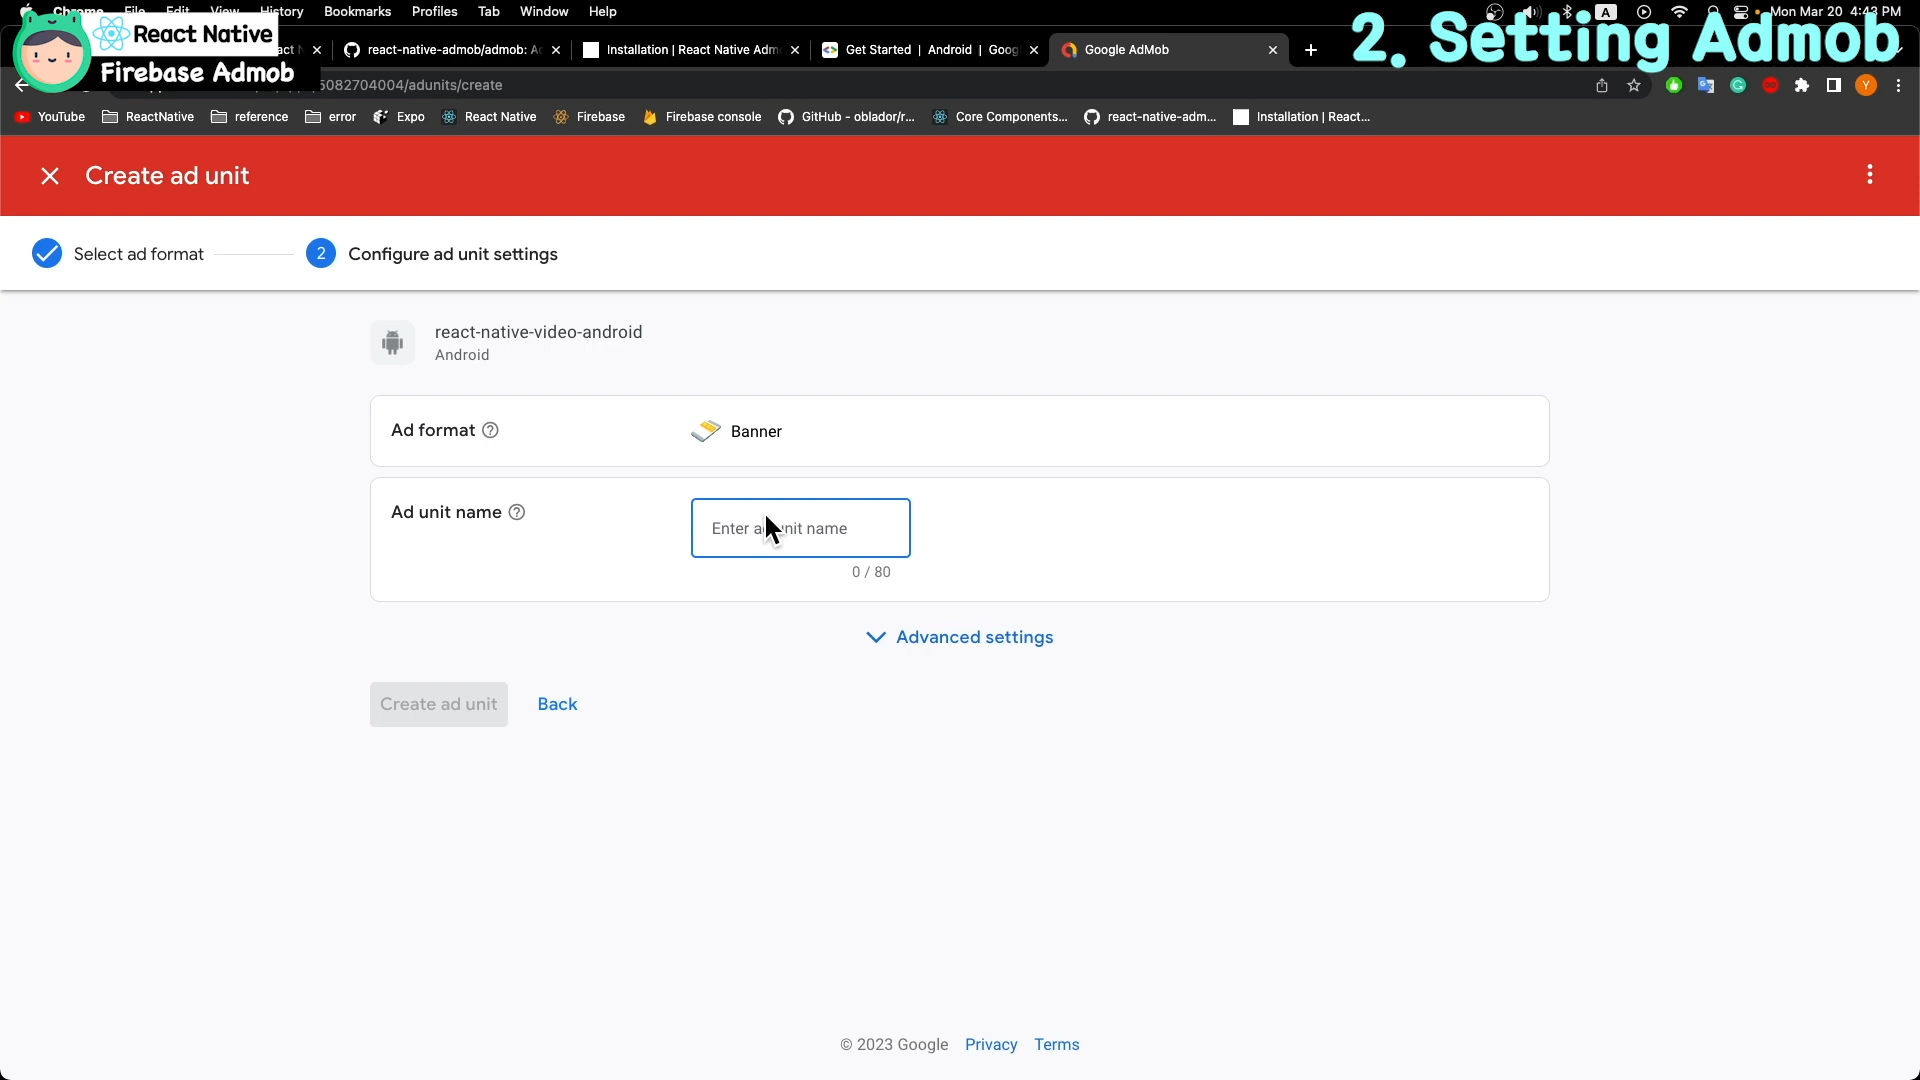 Chrome File Edit View History Bookmarks Profiles Tab Window Help A Mon Mar 20 4:43 PM
React Native
Firebase Admob
2. Setting Admob
react-native-admob/admob: A
Installation | React Native Adm
Get Started | Android | Goog
Google AdMob
5082704004/adunits/create
YouTube ReactNative reference error Expo React Native Firebase Firebase console GitHub - oblador/r... Core Components... react-native-adm... Installation | React...
Create ad unit
Select ad format 2 Configure ad unit settings
react-native-video-android
Android
Ad format Banner
Ad unit name Enter ad unit name
0 / 80
Advanced settings
Create ad unit Back
© 2023 Google Privacy Terms